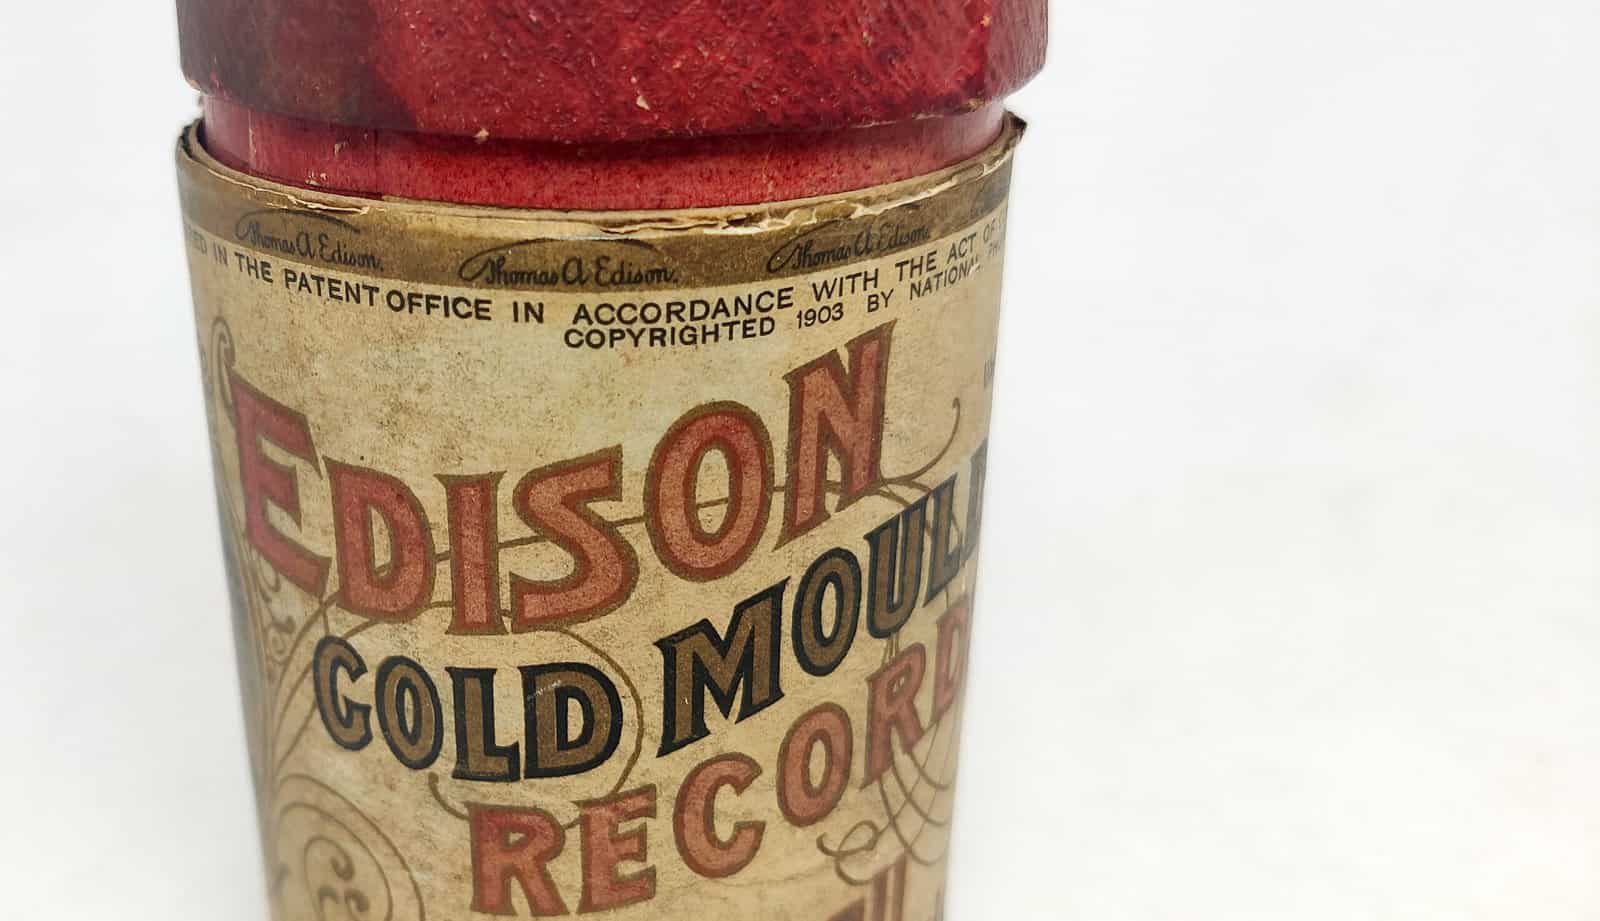 Thomas A Edison. Thomas A Edison. Thomas A Edison.
IN THE PATENT OFFICE IN ACCORDANCE WITH THE ACT OF
COPYRIGHTED 1903 BY NATIONAL
EDISON
GOLD MOUL
RECORD